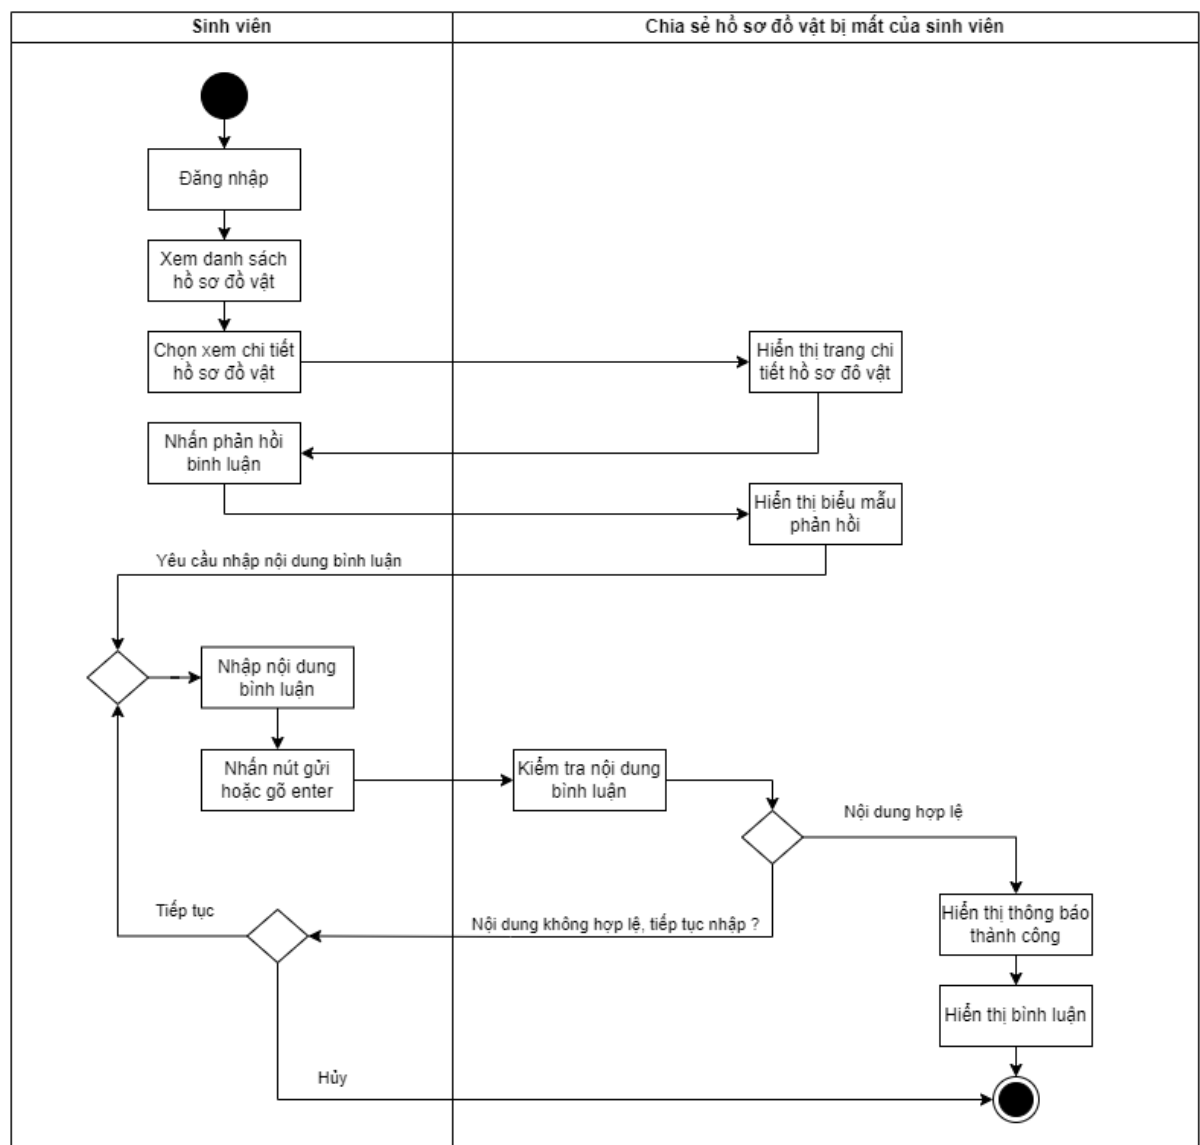 Sinh viên
Chia sẻ hồ sơ đồ vật bị mất của sinh viên
Đăng nhập
Xem danh sách
hồ sơ đồ vật
Chọn xem chi tiết
hồ sơ đồ vật
Hiển thị trang chi
tiết hồ sơ đô vật
Nhấn phản hồi
binh luận
Hiển thị biểu mẫu
phản hồi
Yêu cầu nhập nội dung bình luận
Nhập nội dung
bình luận
Nhấn nút gửi
hoặc gõ enter
Kiểm tra nội dung
bình luận
Nội dung hợp lệ
Tiếp tục
Nội dung không hợp lệ, tiếp tục nhập ?
Hiển thị thông báo
thành công
Hiển thị bình luận
Hủy